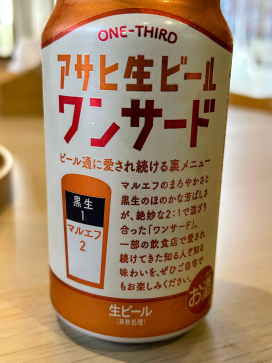 ONE-THIRD
アサヒ生ビール
ワンサード
ビール通に愛され続ける裏メニュー
黒生
1
マルエフ
2
マルエフのまろやかさと
黒生のほのかな芳ばしさ
が、絶妙な2:1で混ざり
合った「ワンサード」。
一部の飲食店で愛され
続けてきた知る人ぞ知る
味わいを、ぜひご自宅で
もお楽しみください。
生ビール
(非熱処理)
お酒